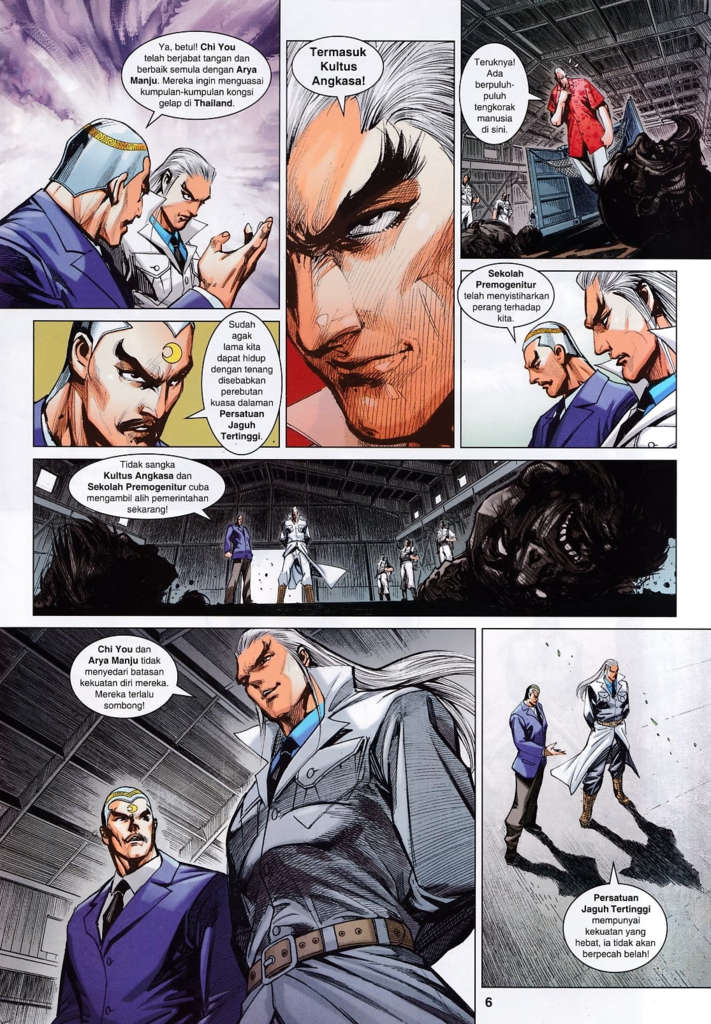 Ya, betul! Chi You
telah berjabat tangan dan
berbaik semula dengan Arya
Manju. Mereka ingin menguasai
kumpulan-kumpulan kongsi
gelap di Thailand.
Termasuk
Kultus
Angkasa!
Teruknya!
Ada
berpuluh-
puluh
tengkorak
manusia
di sini.
Sudah
agak
lama kita
dapat hidup
dengan tenang
disebabkan
perebutan
kuasa dalaman
Persatuan
Jaguh
Tertinggi.
Sekolah
Premogenitur
telah menyistiharkan
perang terhadap
kita.
Tidak sangka
Kultus Angkasa dan
Sekolah Premogenitur cuba
mengambil alih pemerintahan
sekarang!
Chi You dan
Arya Manju tidak
menyedari batasan
kekuatan diri mereka.
Mereka terlalu
sombong!
Persatuan
Jaguh Tertinggi
mempunyai
kekuatan yang
hebat, ia tidak akan
berpecah belah!
6